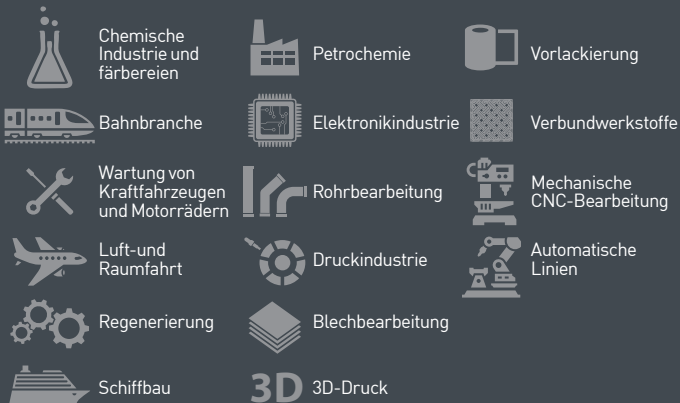 Chemische
Industrie und
färbereien
Bahnbranche
Wartung von
Kraftfahrzeugen
und Motorrädern
Luft-und
Raumfahrt
Regenerierung
Schiffbau
Petrochemie
Elektronikindustrie
Rohrbearbeitung
Druckindustrie
Blechbearbeitung
3D 3D-Druck
Vorlackierung
Verbundwerkstoffe
Mechanische
CNC-Bearbeitung
Automatische
Linien